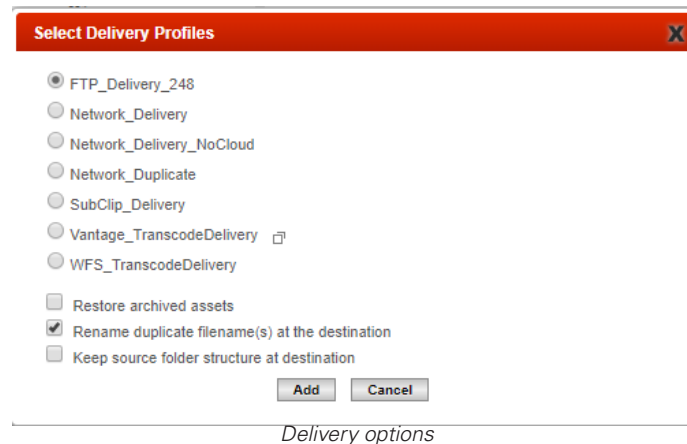 Select Delivery Profiles X
FTP_Delivery_248
Network_Delivery
Network_Delivery_NoCloud
Network_Duplicate
SubClip_Delivery
Vantage_TranscodeDelivery
WFS_TranscodeDelivery
Restore archived assets
Rename duplicate filename(s) at the destination
Keep source folder structure at destination
Add Cancel
Delivery options